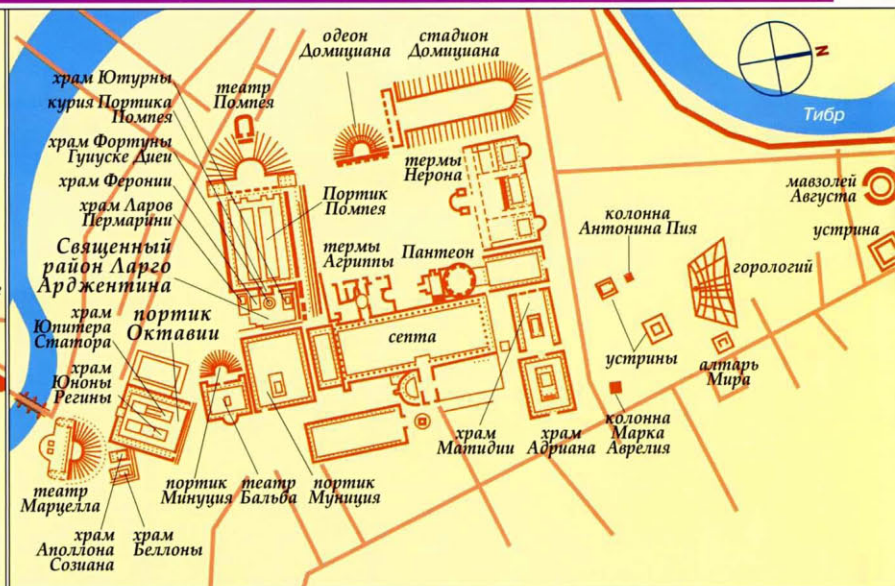 храм Ютурны
курия Портика
Помпея
храм Фортуны
Гуиуске Диеи
храм Феронии
храм Ларов
Пермарини
Священный
район Ларго
Арджентина
храм
Юпитера
Статора
портик
Октавии
храм
Юноны
Регины
театр
Марцелла
храм
Аполлона
Созиана
храм
Беллоны
портик
Минуция
театр
Бальба
портик
Муниция
театр
Помпея
одеон
Домициана
стадион
Домициана
Портик
Помпея
термы
Агриппы
Пантеон
термы
Нерона
септа
храм
Матидии
храм
Адриана
колонна
Антонина Пия
устрины
колонна
Марка
Аврелия
горологий
алтарь
Мира
мавзолей
Августа
устрина
Тибр
N